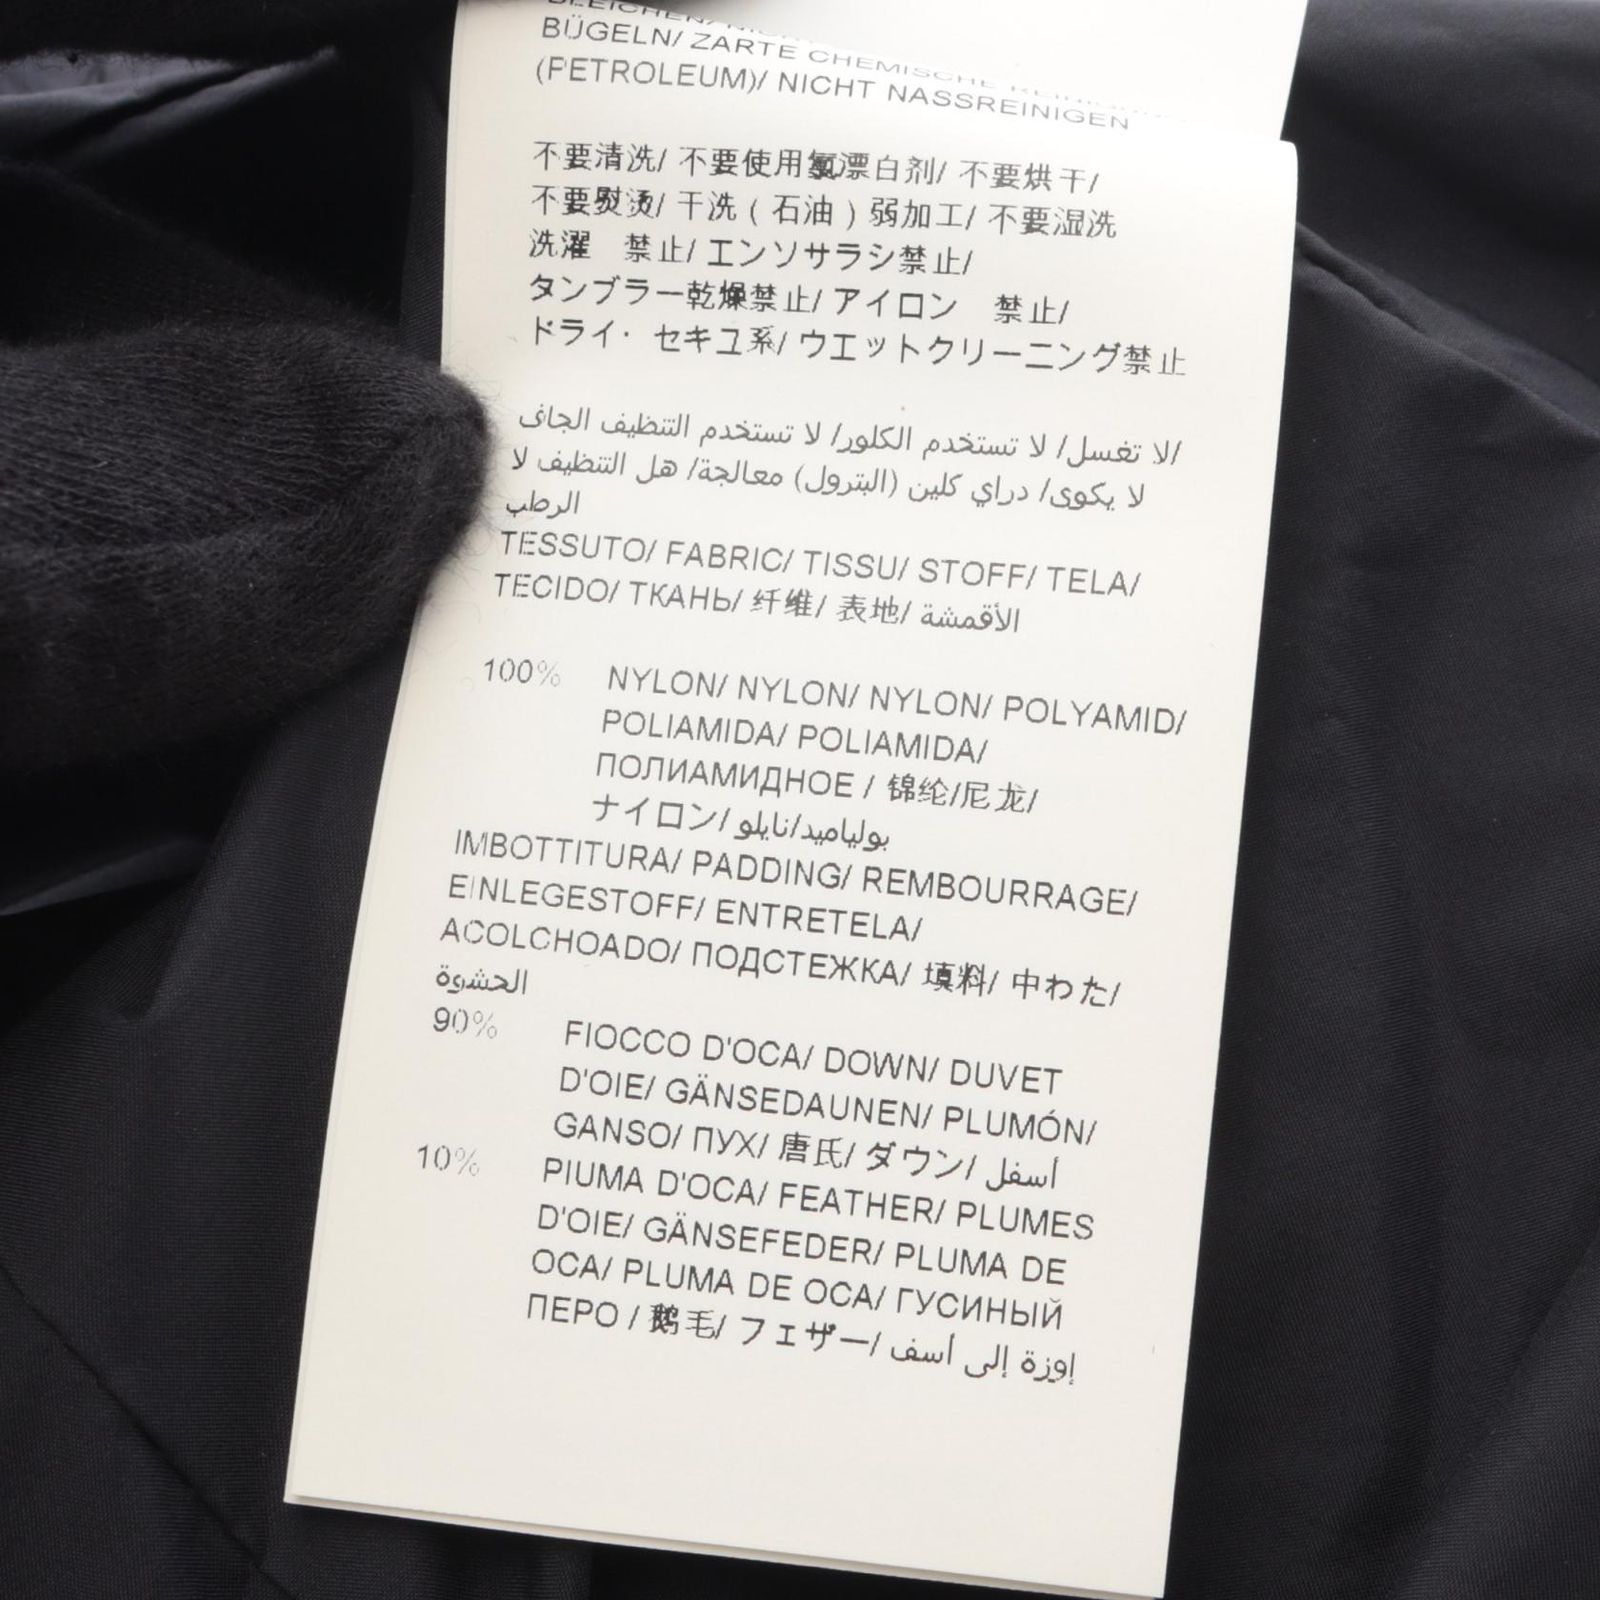 BÜGELN/ ZARTE CHEMISCHE
(PETROLEUM)/ NICHT NASSREINIGEN
不要清洗/ 不要使用氯漂白剂/ 不要烘干/
不要熨烫/ 干洗 ( 石油 ) 弱加工/ 不要湿洗
洗濯　禁止/ エンソサラシ禁止/
タンブラー乾燥禁止/ アイロン　禁止/
ドライ・ セキユ系/ ウエットクリーニング禁止
/لا تغسل/ لا تستخدم الكلور/ لا تستخدم التنظيف الجاف
لا يكوى/ دراي كلين (البترول) معالجة/ هل التنظيف لا
الرطب
TESSUTO/ FABRIC/ TISSU/ STOFF/ TELA/
TECIDO/ ТКАНЬ/ 纤维/ 表地/ الأقمشة
100% NYLON/ NYLON/ NYLON/ POLYAMID/
POLIAMIDA/ POLIAMIDA/
ПОЛИАМИДНОЕ / 锦纶/尼龙/
ナイロン/ بولياميد/نايلو
IMBOTTITURA/ PADDING/ REMBOURRAGE/
EINLEGESTOFF/ ENTRETELA/
ACOLCHOADO/ ПОДСТЕЖКА/ 填料/ 中わた/
الحشوة
90% FIOCCO D'OCA/ DOWN/ DUVET
D'OIE/ GÄNSEDAUNEN/ PLUMÓN/
GANSO/ ПУХ/ 唐氏/ ダウン/ أسفل
10% PIUMA D'OCA/ FEATHER/ PLUMES
D'OIE/ GÄNSEFEDER/ PLUMA DE
OCA/ PLUMA DE OCA/ ГУСИНЫЙ
ПЕРО / 鹅毛/ フェザー/ إوزة إلى أسف